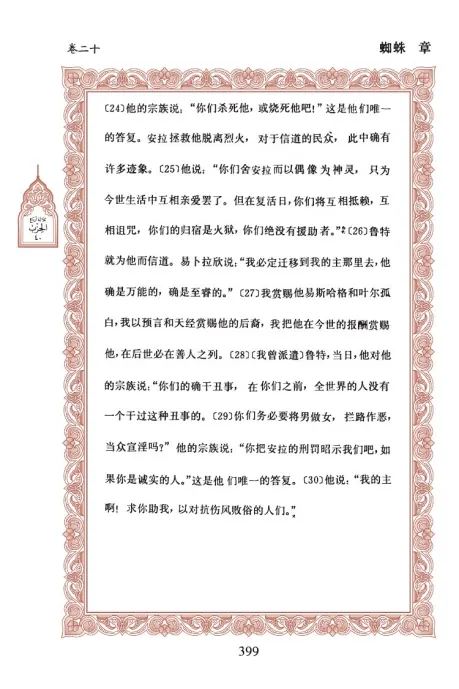 卷二十
蜘蛛 章
〔24〕他的宗族说：“你们杀死他，或烧死他吧！”这是他们唯一
的答复。安拉拯救他脱离烈火，对于信道的民众，此中确有
许多迹象。〔25〕他说：“你们舍安拉而以偶像为神灵，只为
今世生活中互相亲爱罢了。但在复活日，你们将互相抵赖，互
相诅咒，你们的归宿是火狱，你们绝没有援助者。”〔26〕鲁特
就为他而信道。易卜拉欣说：“我必定迁移到我的主那里去，他
确是万能的，确是至睿的。”〔27〕我赏赐他易斯哈格和叶尔孤
白，我以预言和天经赏赐他的后裔，我把他在今世的报酬赏赐
他，在后世必在善人之列。〔28〕〔我曾派遣〕鲁特，当日，他对他
的宗族说：“你们的确干丑事，在你们之前，全世界的人没有
一个干过这种丑事的。〔29〕你们务必要将男做女，拦路作恶，
当众宣淫吗？”他的宗族说：“你把安拉的刑罚昭示我们吧，如
果你是诚实的人。”这是他们唯一的答复。〔30〕他说：“我的主
啊！求你助我，以对抗伤风败俗的人们。”
الحزب
٤٠
399